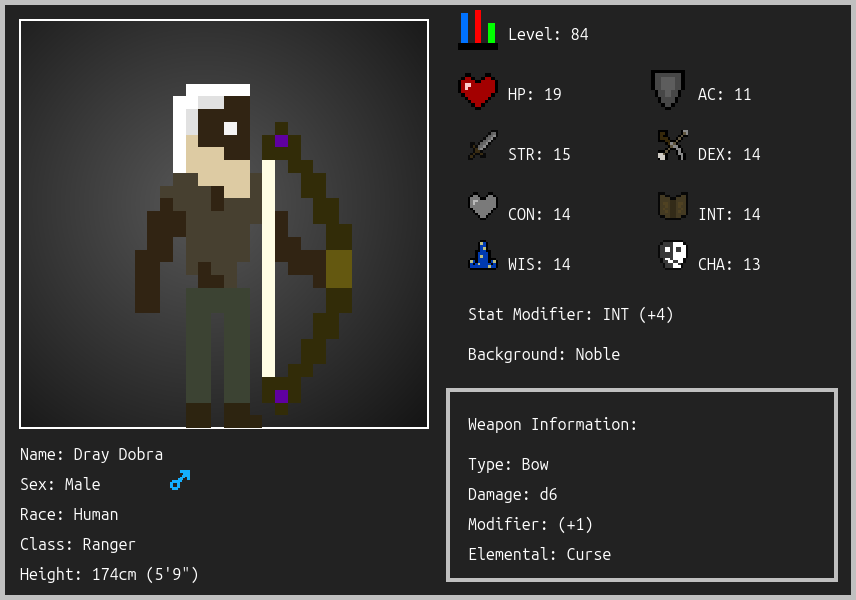 Level: 84
HP: 19
AC: 11
STR: 15
DEX: 14
CON: 14
INT: 14
WIS: 14
CHA: 13
Stat Modifier: INT (+4)
Background: Noble
Weapon Information:
Type: Bow
Damage: d6
Modifier: (+1)
Elemental: Curse
Name: Dray Dobra
Sex: Male
Race: Human
Class: Ranger
Height: 174cm (5'9")